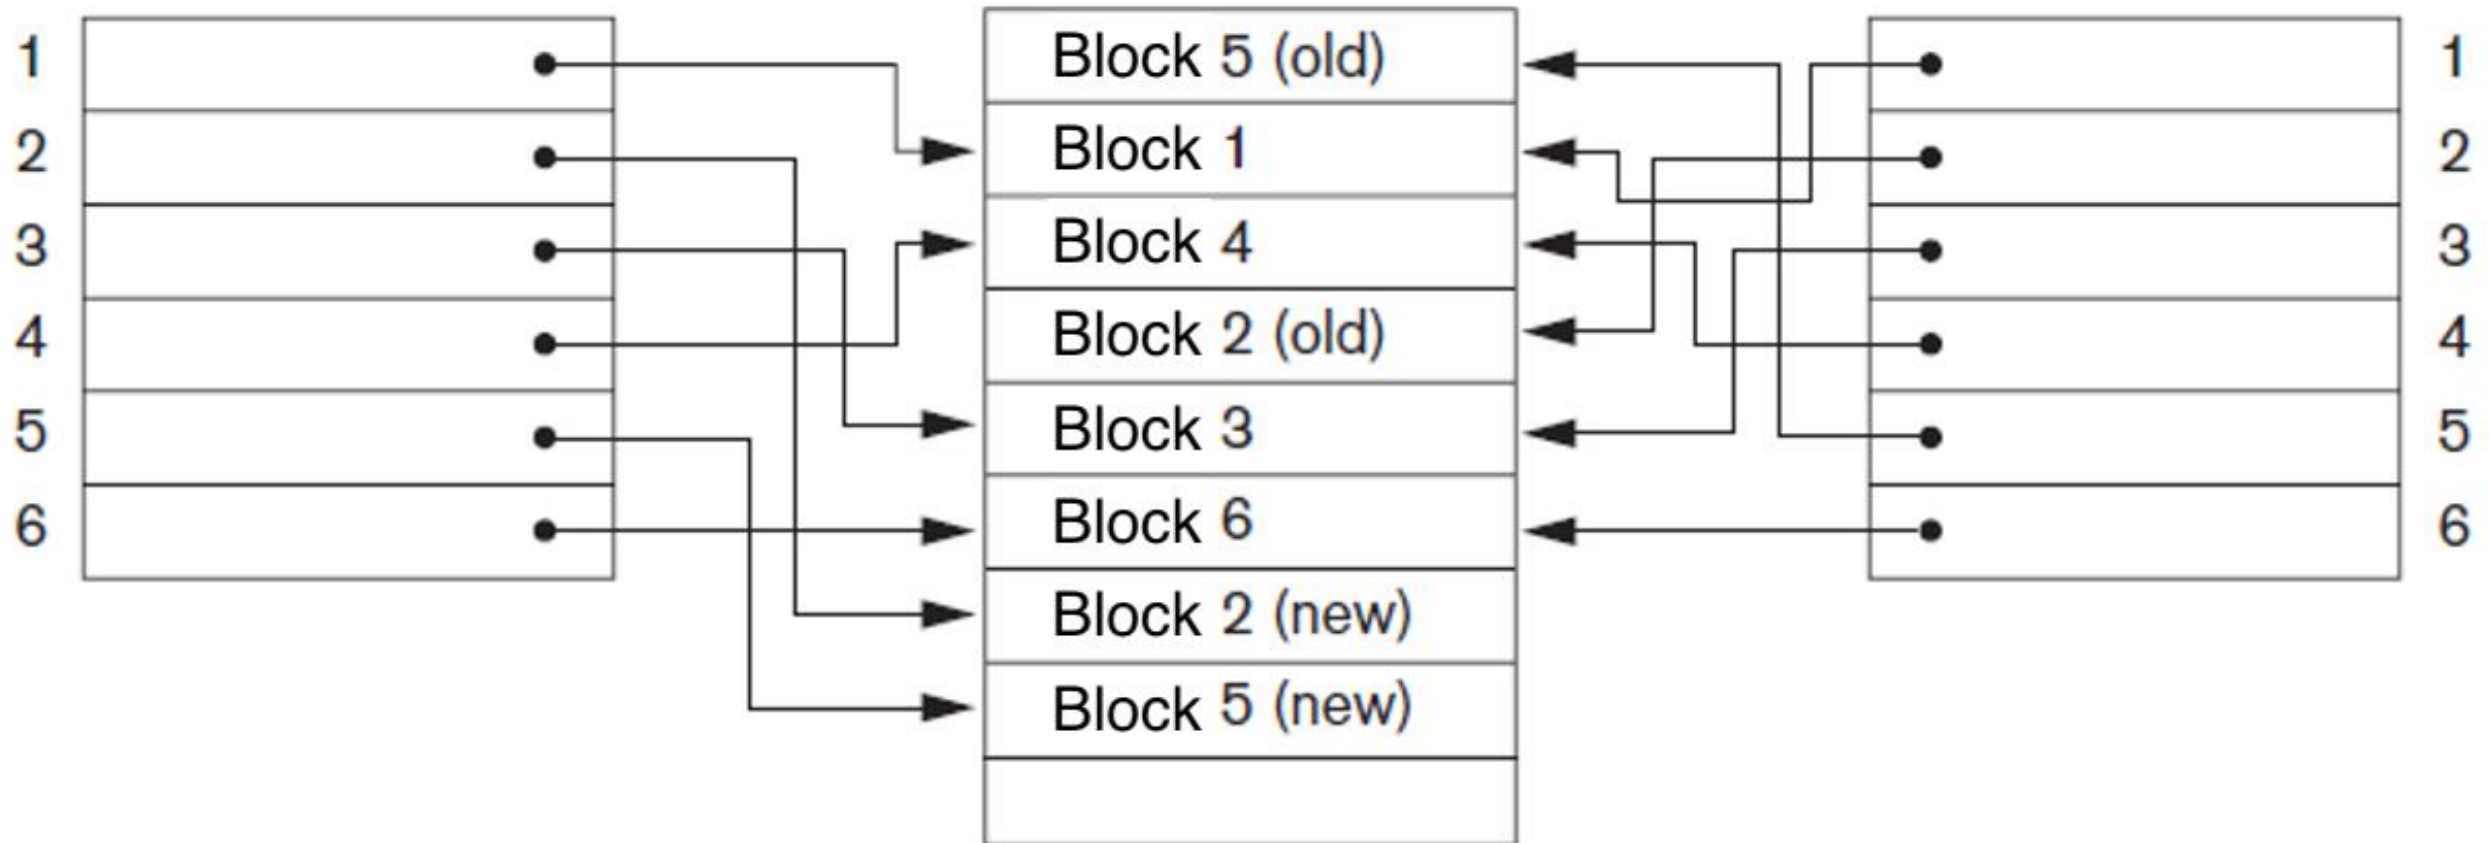 1
2
3
4
5
6
Block 5 (old)
Block 1
Block 4
Block 2 (old)
Block 3
Block 6
Block 2 (new)
Block 5 (new)
1
2
3
4
5
6